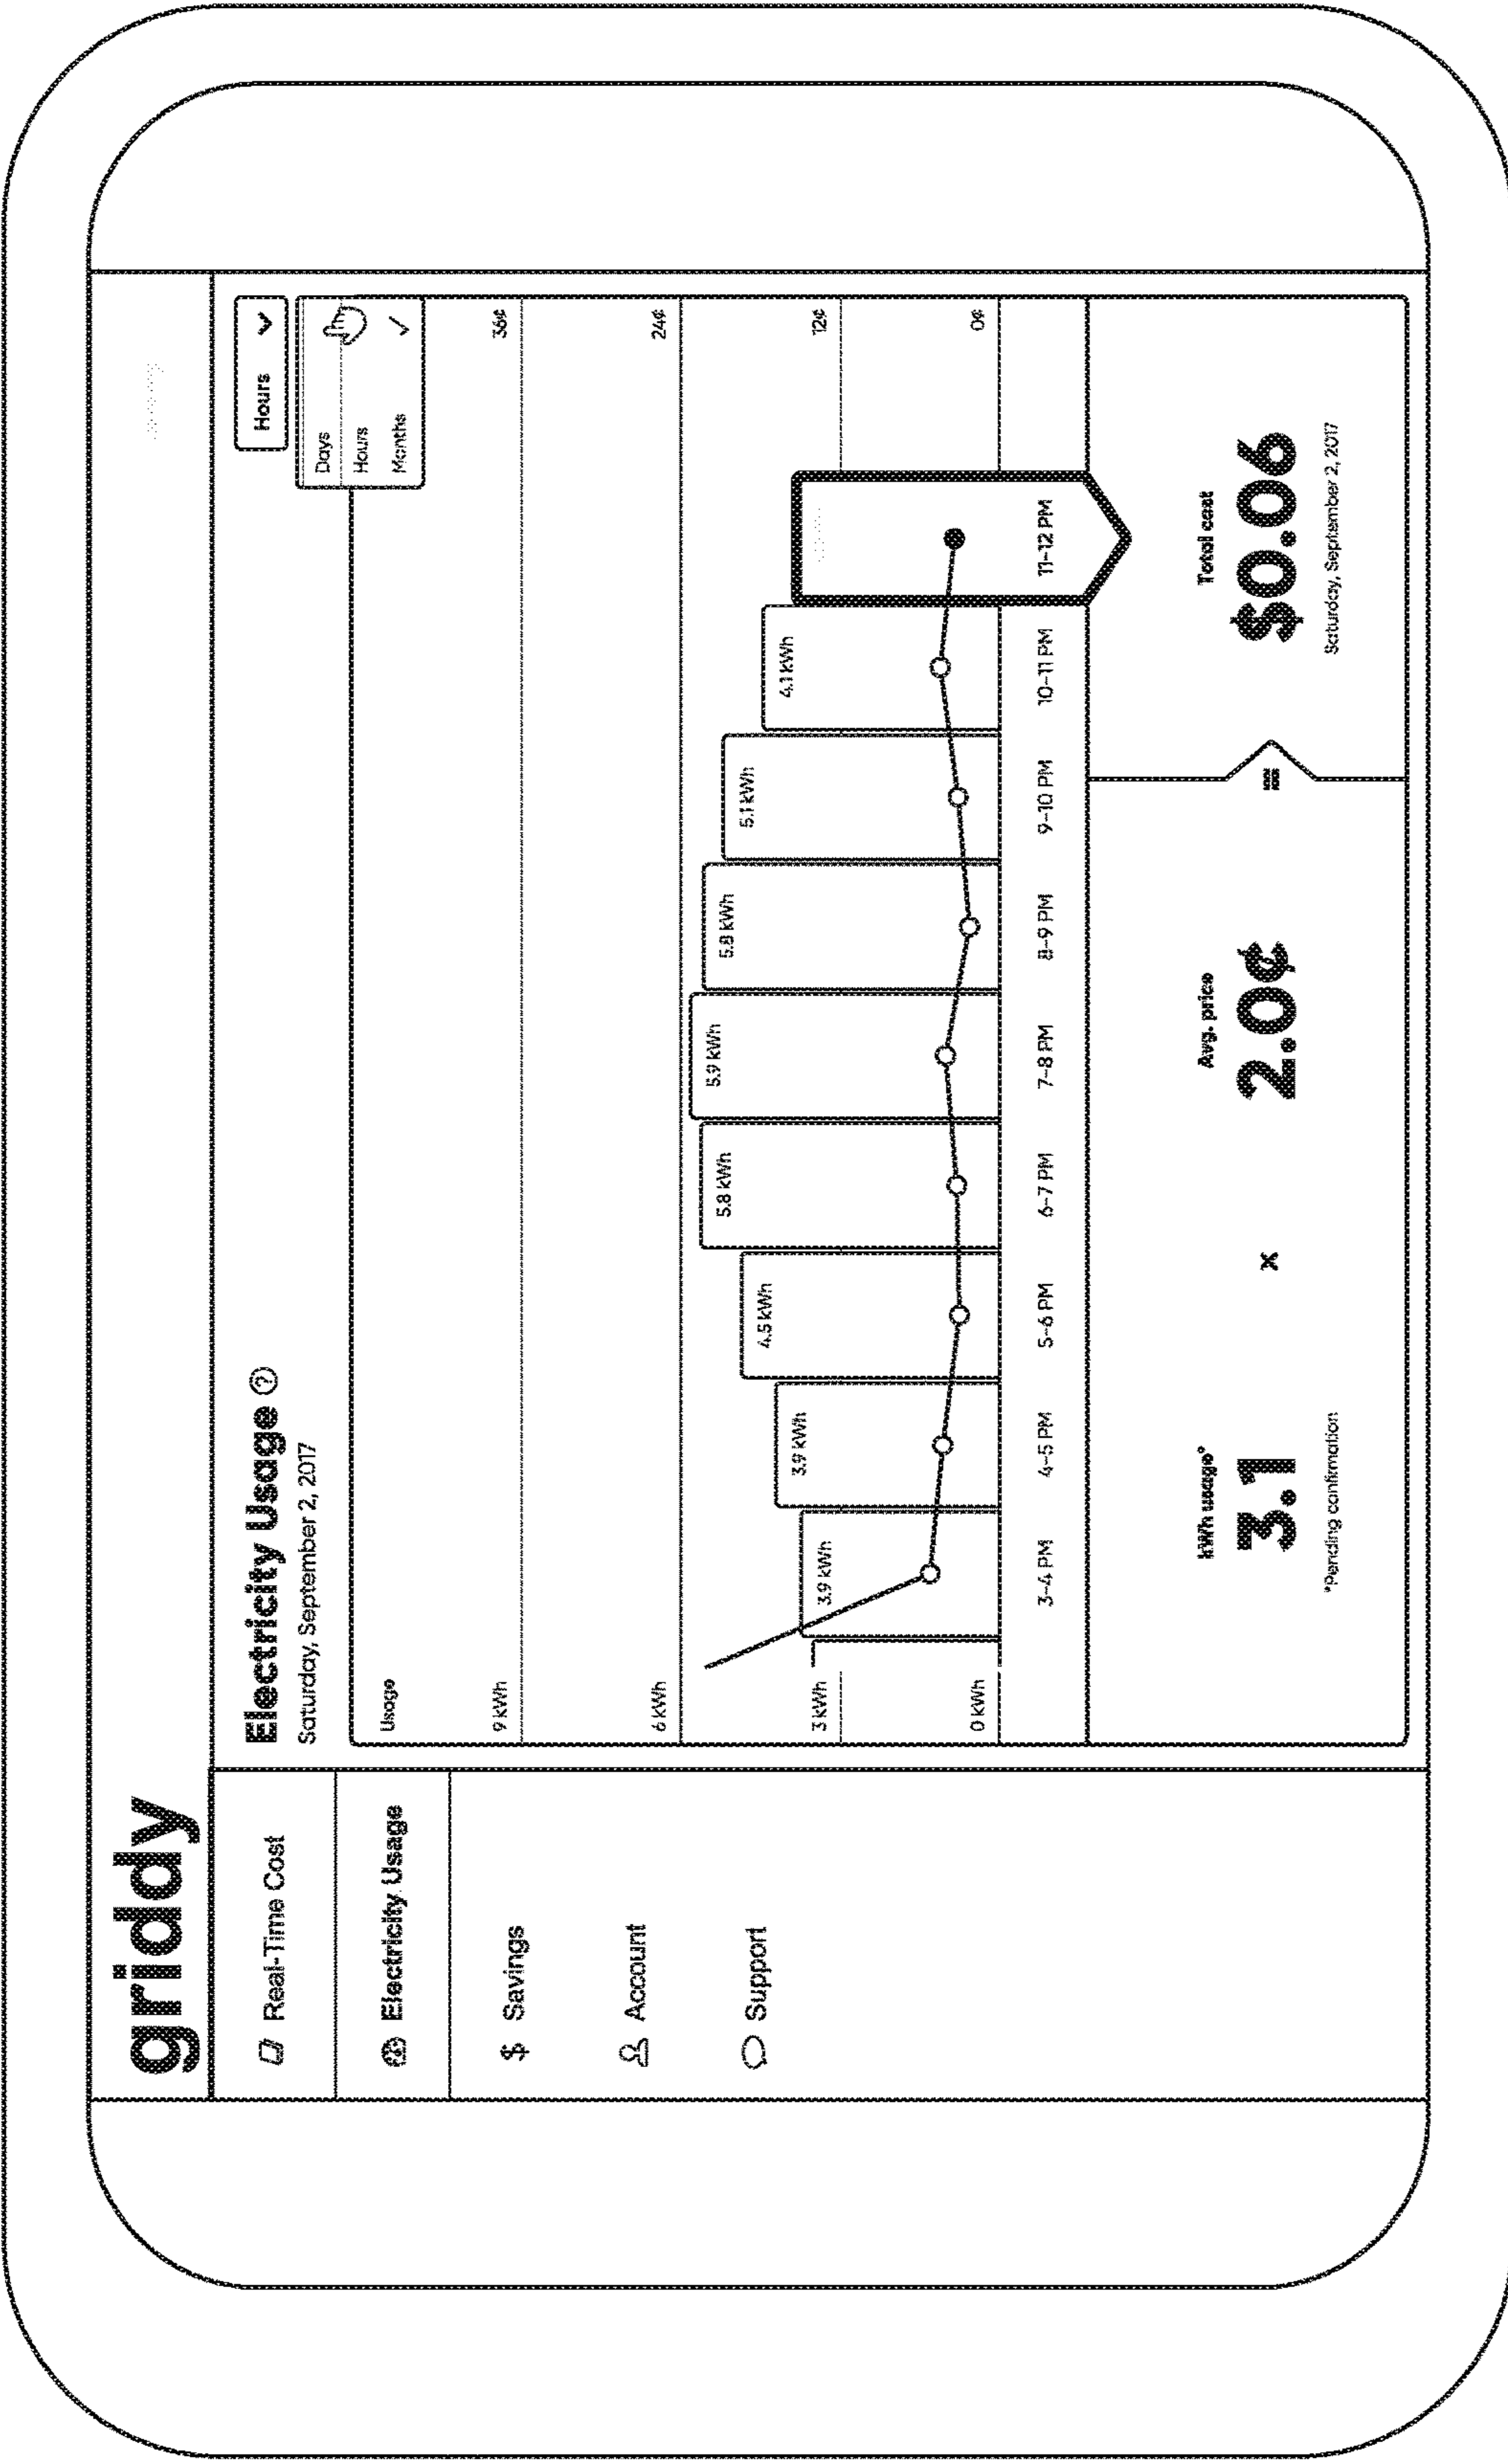 griddy
Real-Time Cost
Electricity Usage
$ Savings
Account
Support
Electricity Usage ?
Saturday, September 2, 2017
Hours
Days
Hours
Months
Usage
9 kWh
36¢
6 kWh
24¢
3 kWh
12¢
0 kWh
0¢
3.9 kWh
3.9 kWh
4.5 kWh
5.8 kWh
5.9 kWh
5.8 kWh
5.1 kWh
4.1 kWh
3–4 PM
4–5 PM
5–6 PM
6–7 PM
7–8 PM
8–9 PM
9–10 PM
10–11 PM
11–12 PM
kWh usage*
3.1
*Pending confirmation
x
Avg. price
2.0¢
=
Total cost
$0.06
Saturday, September 2, 2017